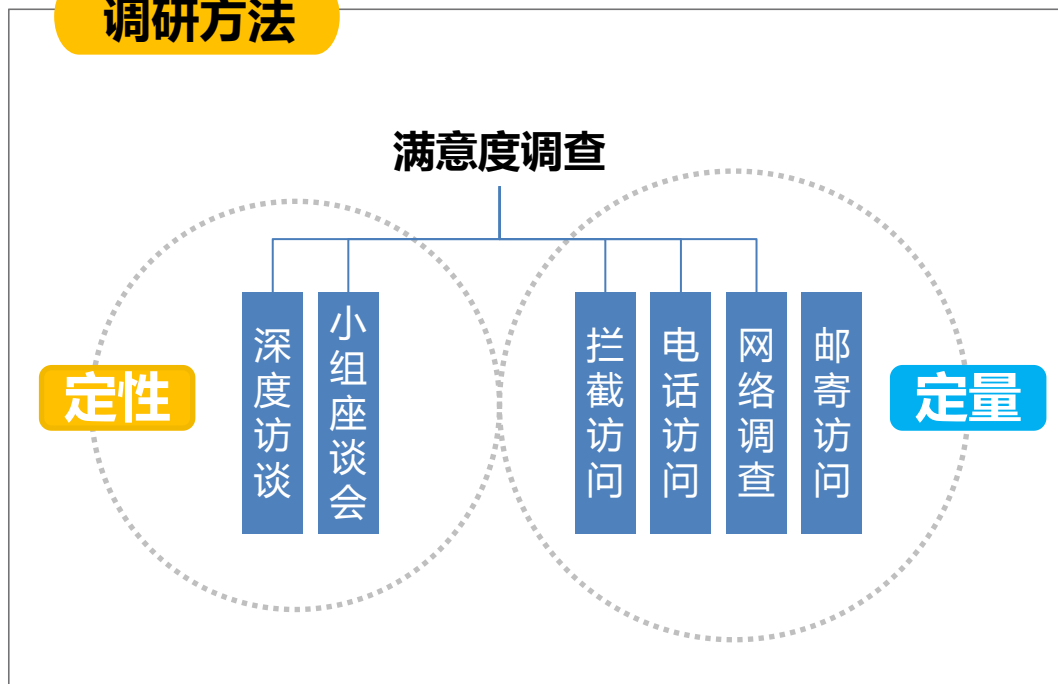 调研方法
满意度调查
定性
深度访谈
小组座谈会
拦截访问
电话访问
网络调查
邮寄访问
定量